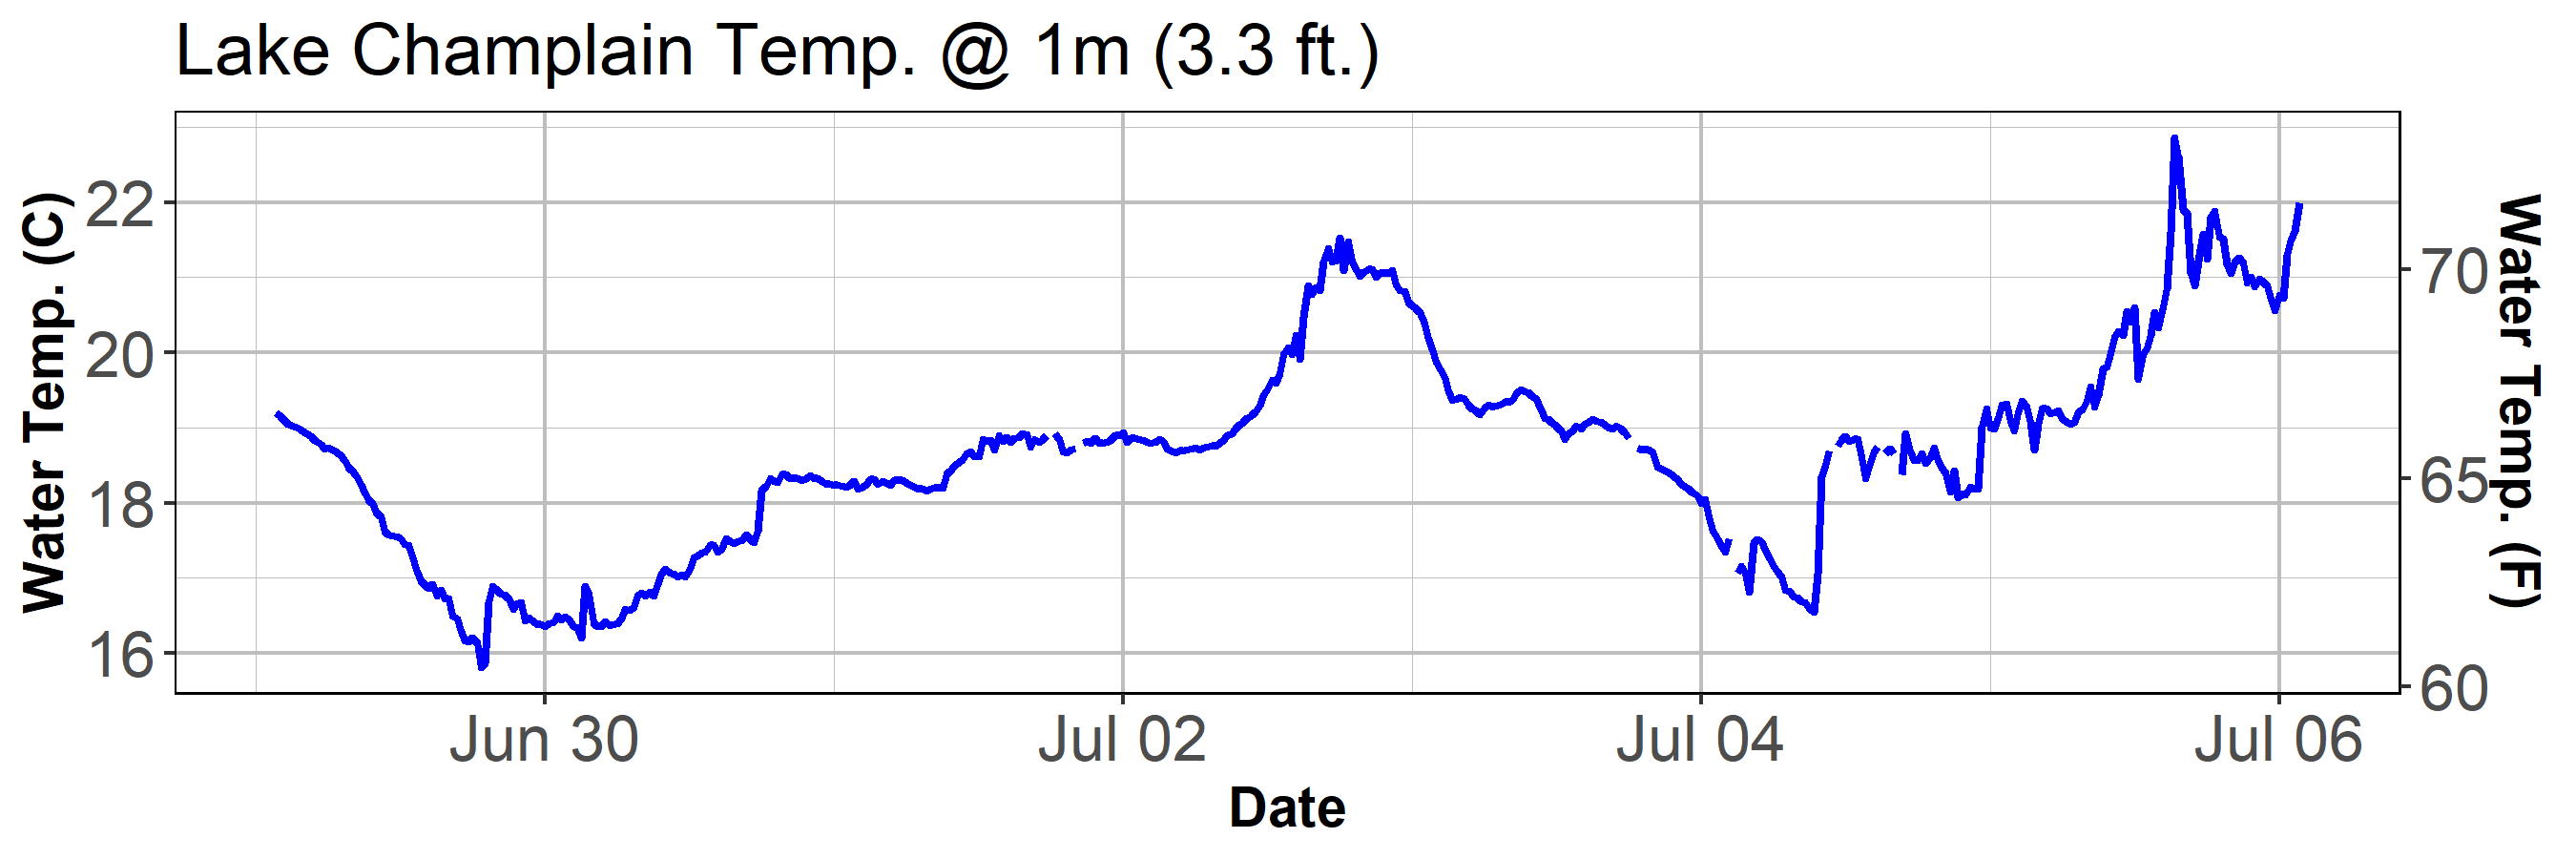 Lake Champlain Temp. @ 1m (3.3 ft.)
Water Temp. (C)
22
20
18
16
70
65
60
Water Temp. (F)
Jun 30
Jul 02
Jul 04
Jul 06
Date